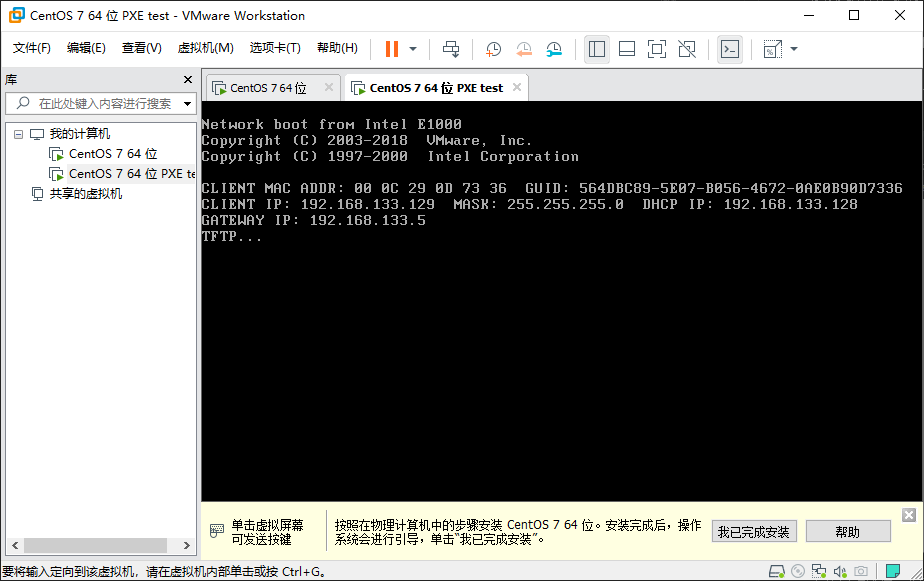 CentOS 7 64 位 PXE test - VMware Workstation
文件(F) 编辑(E) 查看(V) 虚拟机(M) 选项卡(T) 帮助(H)
库
在此处键入内容进行搜索
我的计算机
CentOS 7 64 位
CentOS 7 64 位 PXE te
共享的虚拟机
CentOS 7 64 位 CentOS 7 64 位 PXE test
Network boot from Intel E1000
Copyright (C) 2003-2018 VMware, Inc.
Copyright (C) 1997-2000 Intel Corporation
CLIENT MAC ADDR: 00 0C 29 0D 73 36 GUID: 564DBC89-5E07-B056-4672-0AE0B90D7336
CLIENT IP: 192.168.133.129 MASK: 255.255.255.0 DHCP IP: 192.168.133.128
GATEWAY IP: 192.168.133.5
TFTP...
单击虚拟屏幕
可发送按键
按照在物理计算机中的步骤安装 CentOS 7 64 位。安装完成后，操作
系统会进行引导，单击“我已完成安装”。
我已完成安装 帮助
要将输入定向到该虚拟机，请在虚拟机内部单击或按 Ctrl+G。